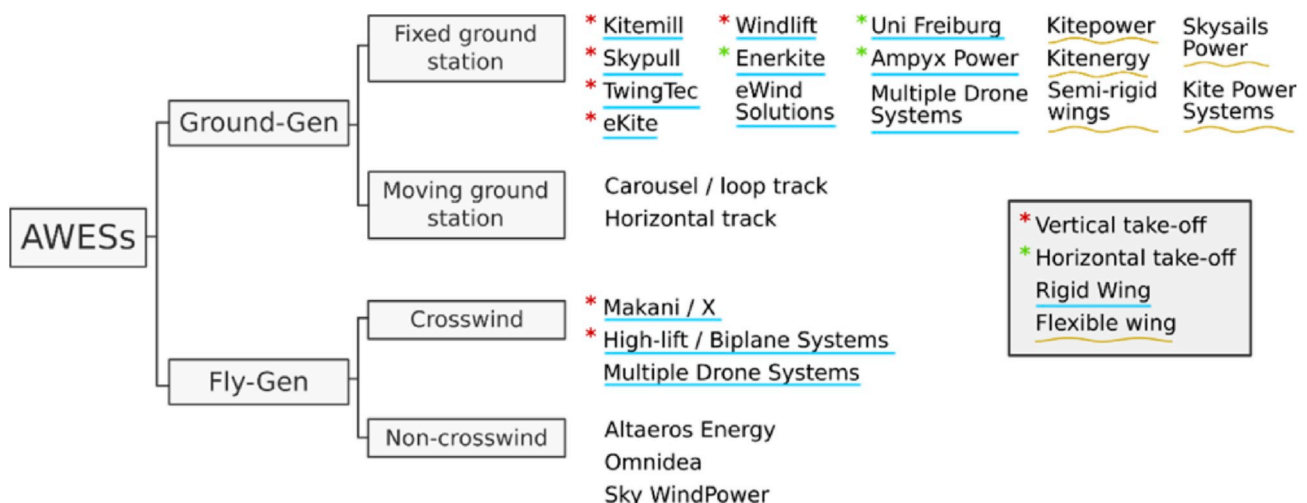 AWESs
Ground-Gen
Fixed ground
station
* Kitemill
* Skypull
* TwingTec
* eKite
* Windlift
* Enerkite
eWind
Solutions
* Uni Freiburg
* Ampyx Power
Multiple Drone
Systems
Kitepower
Kitenergy
Semi-rigid
wings
Skysails
Power
Kite Power
Systems
Moving ground
station
Carousel / loop track
Horizontal track
Fly-Gen
Crosswind
* Makani / X
* High-lift / Biplane Systems
Multiple Drone Systems
Non-crosswind
Altaeros Energy
Omnidea
Sky WindPower
* Vertical take-off
* Horizontal take-off
Rigid Wing
Flexible wing